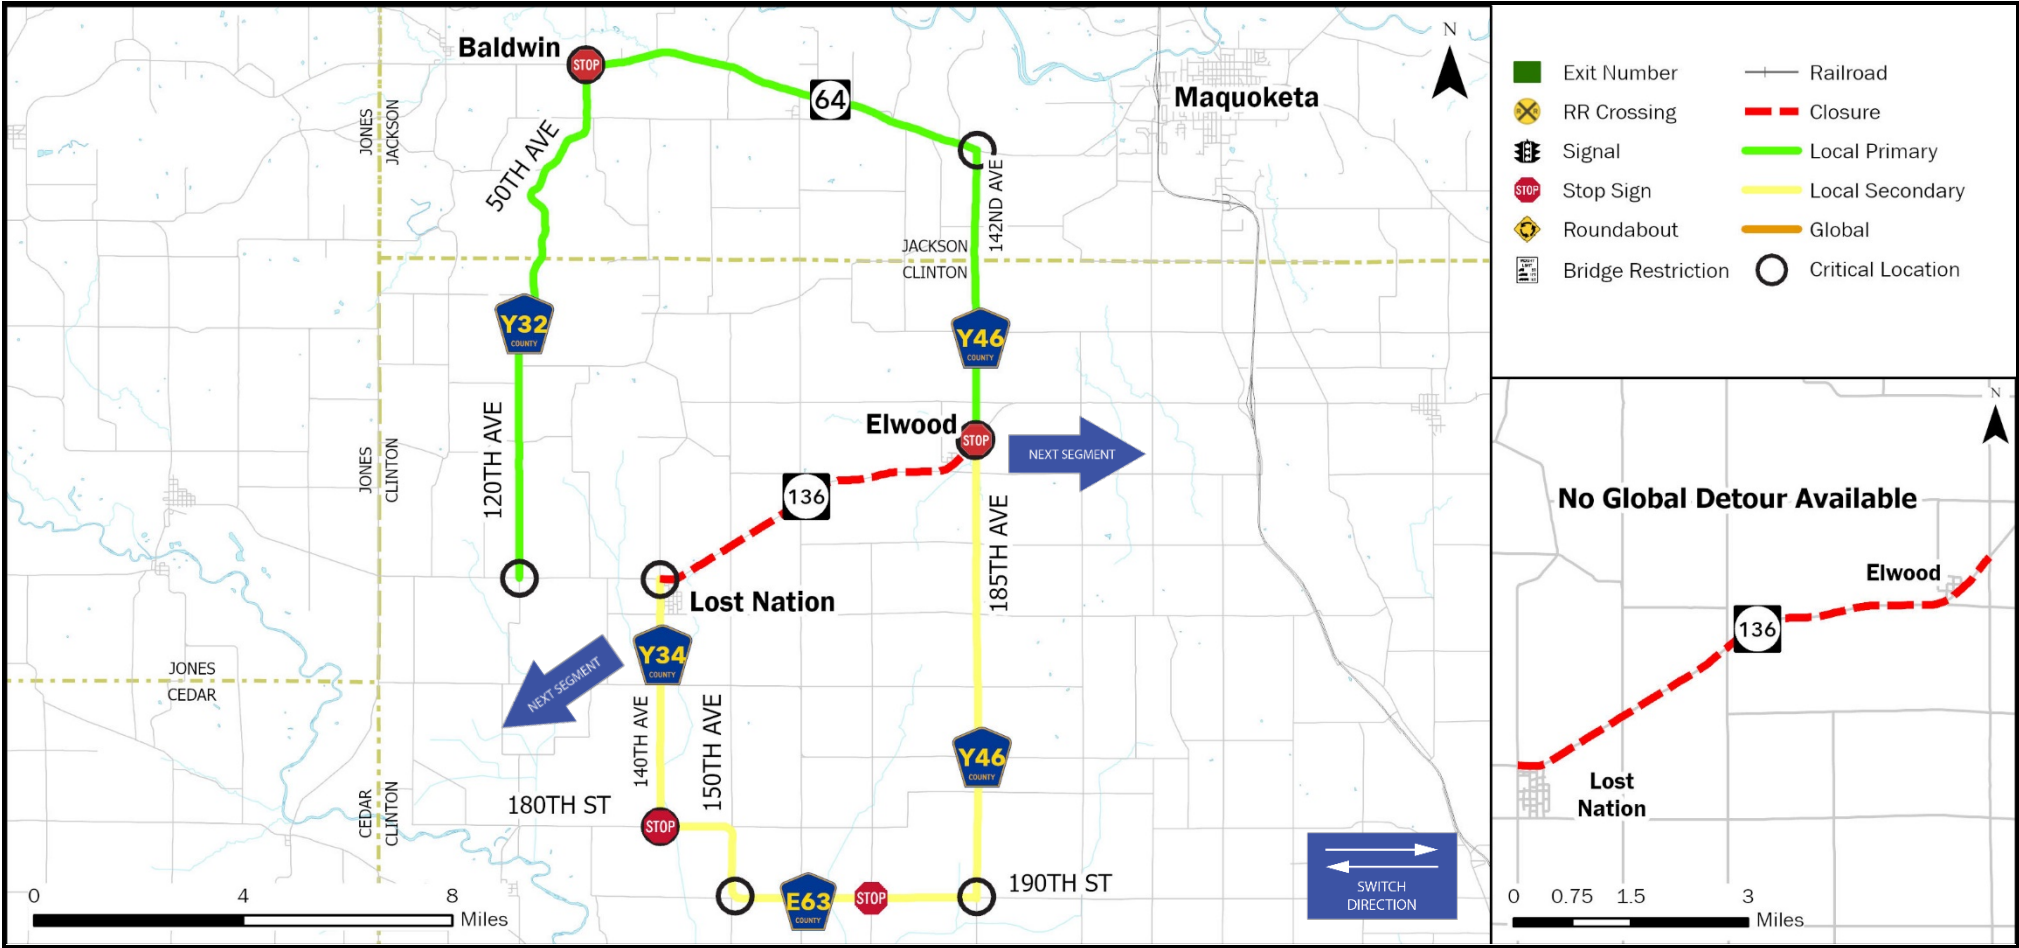 Baldwin
STOP
64
Maquoketa
N
JONES
JACKSON
50TH AVE
142ND AVE
JACKSON
CLINTON
Y32
COUNTY
Y46
COUNTY
120TH AVE
Elwood
STOP
NEXT SEGMENT
JONES
CLINTON
136
185TH AVE
Lost Nation
Y34
COUNTY
NEXT SEGMENT
JONES
CEDAR
140TH AVE
150TH AVE
Y46
COUNTY
180TH ST
STOP
CEDAR
CLINTON
E63
COUNTY
STOP
190TH ST
SWITCH
DIRECTION
0 4 8
Miles
Exit Number
RR Crossing
Signal
STOP
Stop Sign
Roundabout
Bridge Restriction
Railroad
Closure
Local Primary
Local Secondary
Global
Critical Location
N
No Global Detour Available
Elwood
136
Lost
Nation
0 0.75 1.5 3
Miles